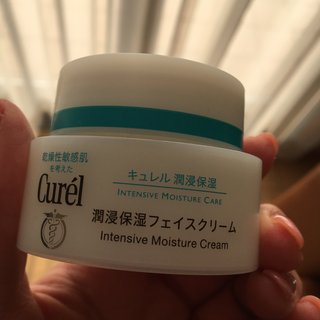 乾燥性敏感肌
を考えた
Curél
キュレル 潤浸保湿
INTENSIVE MOISTURE CARE
潤浸保湿フェイスクリーム
Intensive Moisture Cream